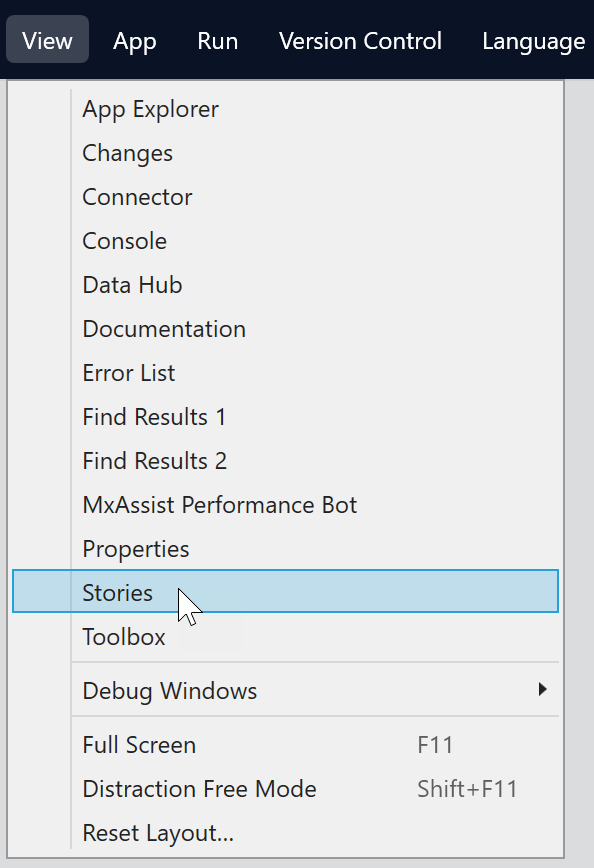 View App Run Version Control Language
App Explorer
Changes
Connector
Console
Data Hub
Documentation
Error List
Find Results 1
Find Results 2
MxAssist Performance Bot
Properties
Stories
Toolbox
Debug Windows
Full Screen F11
Distraction Free Mode Shift+F11
Reset Layout...